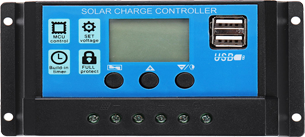 SOLAR CHARGE CONTROLLER
MCU
control
SET
voltage
Build-in
timer
FULL
protect
USB